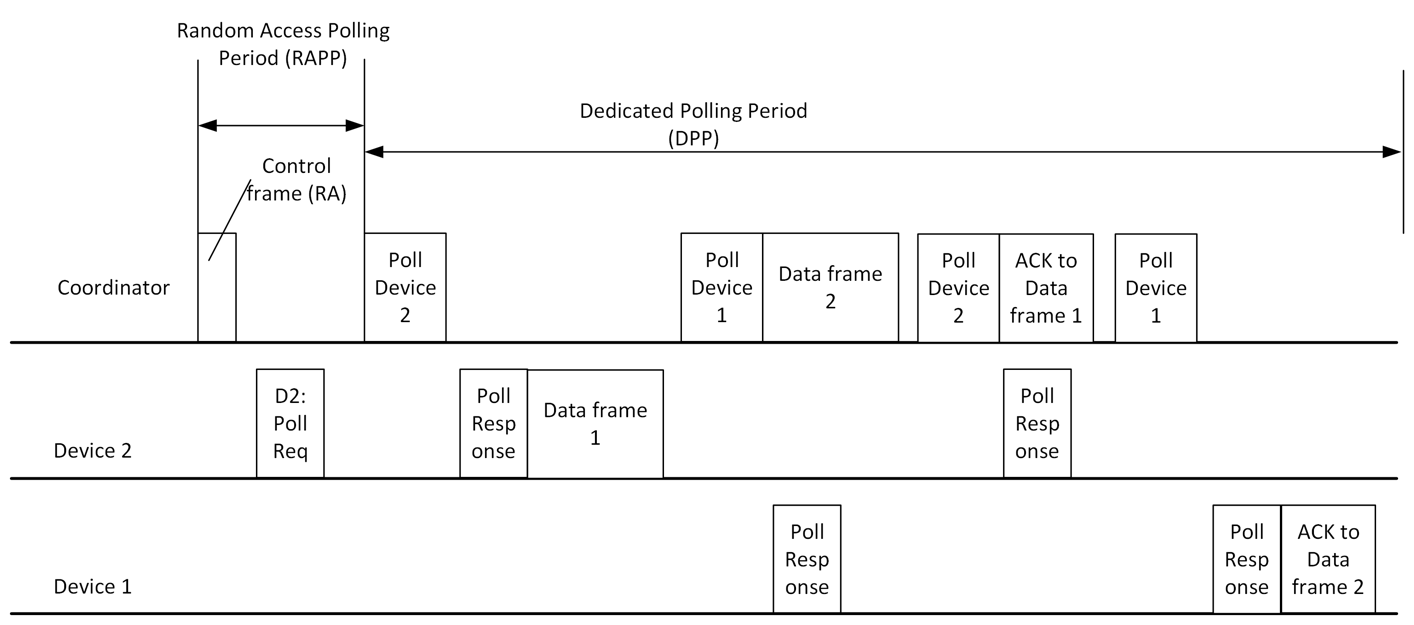 Random Access Polling
Period (RAPP)
Dedicated Polling Period
(DPP)
Control
frame (RA)
Coordinator
Poll
Device
2
Poll
Device
1
Data frame
2
Poll
Device
2
ACK to
Data
frame 1
Poll
Device
1
Device 2
D2:
Poll
Req
Poll
Resp
onse
Data frame
1
Poll
Resp
onse
Device 1
Poll
Resp
onse
Poll
Resp
onse
ACK to
Data
frame 2